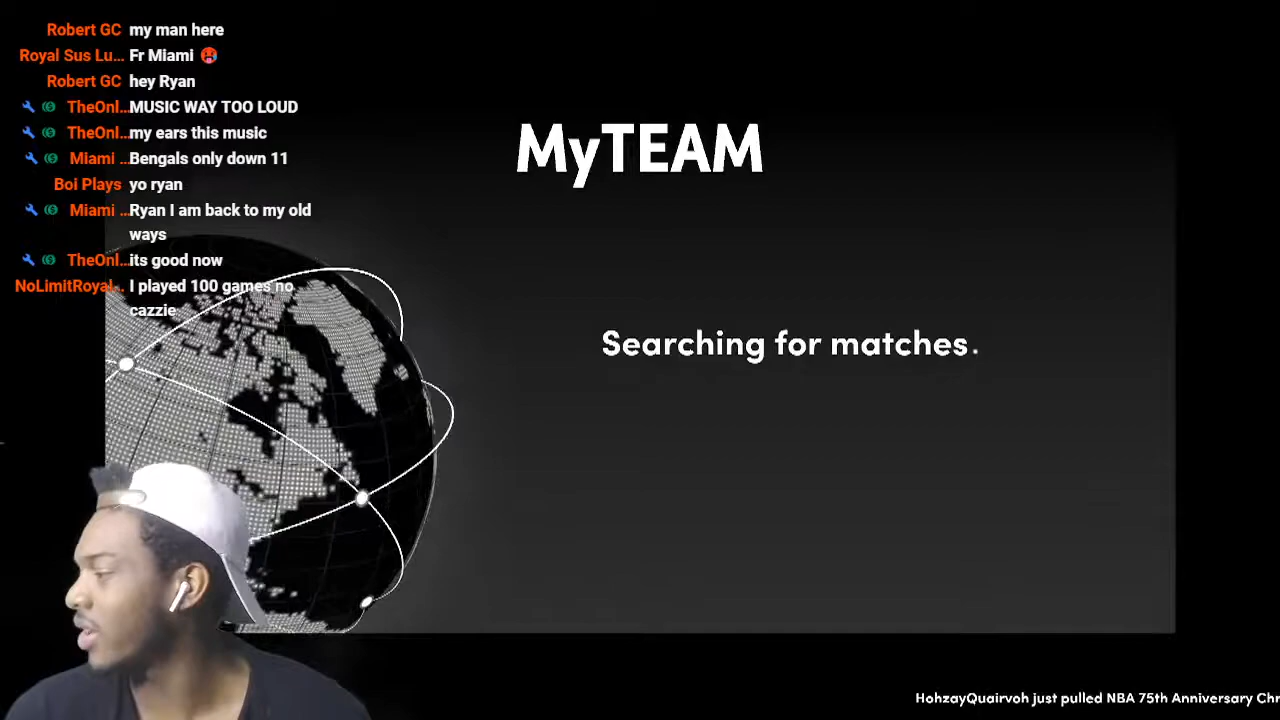 Robert GC my man here
Royal Sus Lu... Fr Miami
Robert GC hey Ryan
TheOnl... MUSIC WAY TOO LOUD
TheOnl... my ears this music
Miami ... Bengals only down 11
Boi Plays yo ryan
Miami ... Ryan I am back to my old
ways
TheOnl... its good now
NoLimitRoyal... I played 100 games no
cazzie
MyTEAM
Searching for matches.
HohzayQuairvoh just pulled NBA 75th Anniversary Chr